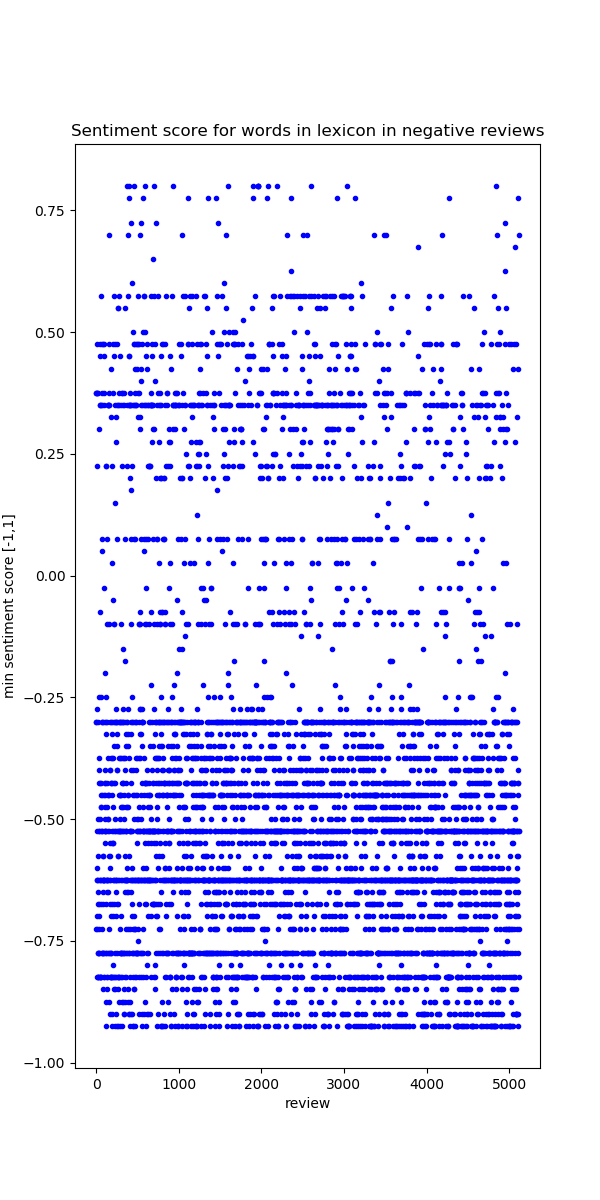 Sentiment score for words in lexicon in negative reviews
0.75
0.50
0.25
0.00
−0.25
−0.50
−0.75
−1.00
min sentiment score [-1,1]
0 1000 2000 3000 4000 5000
review